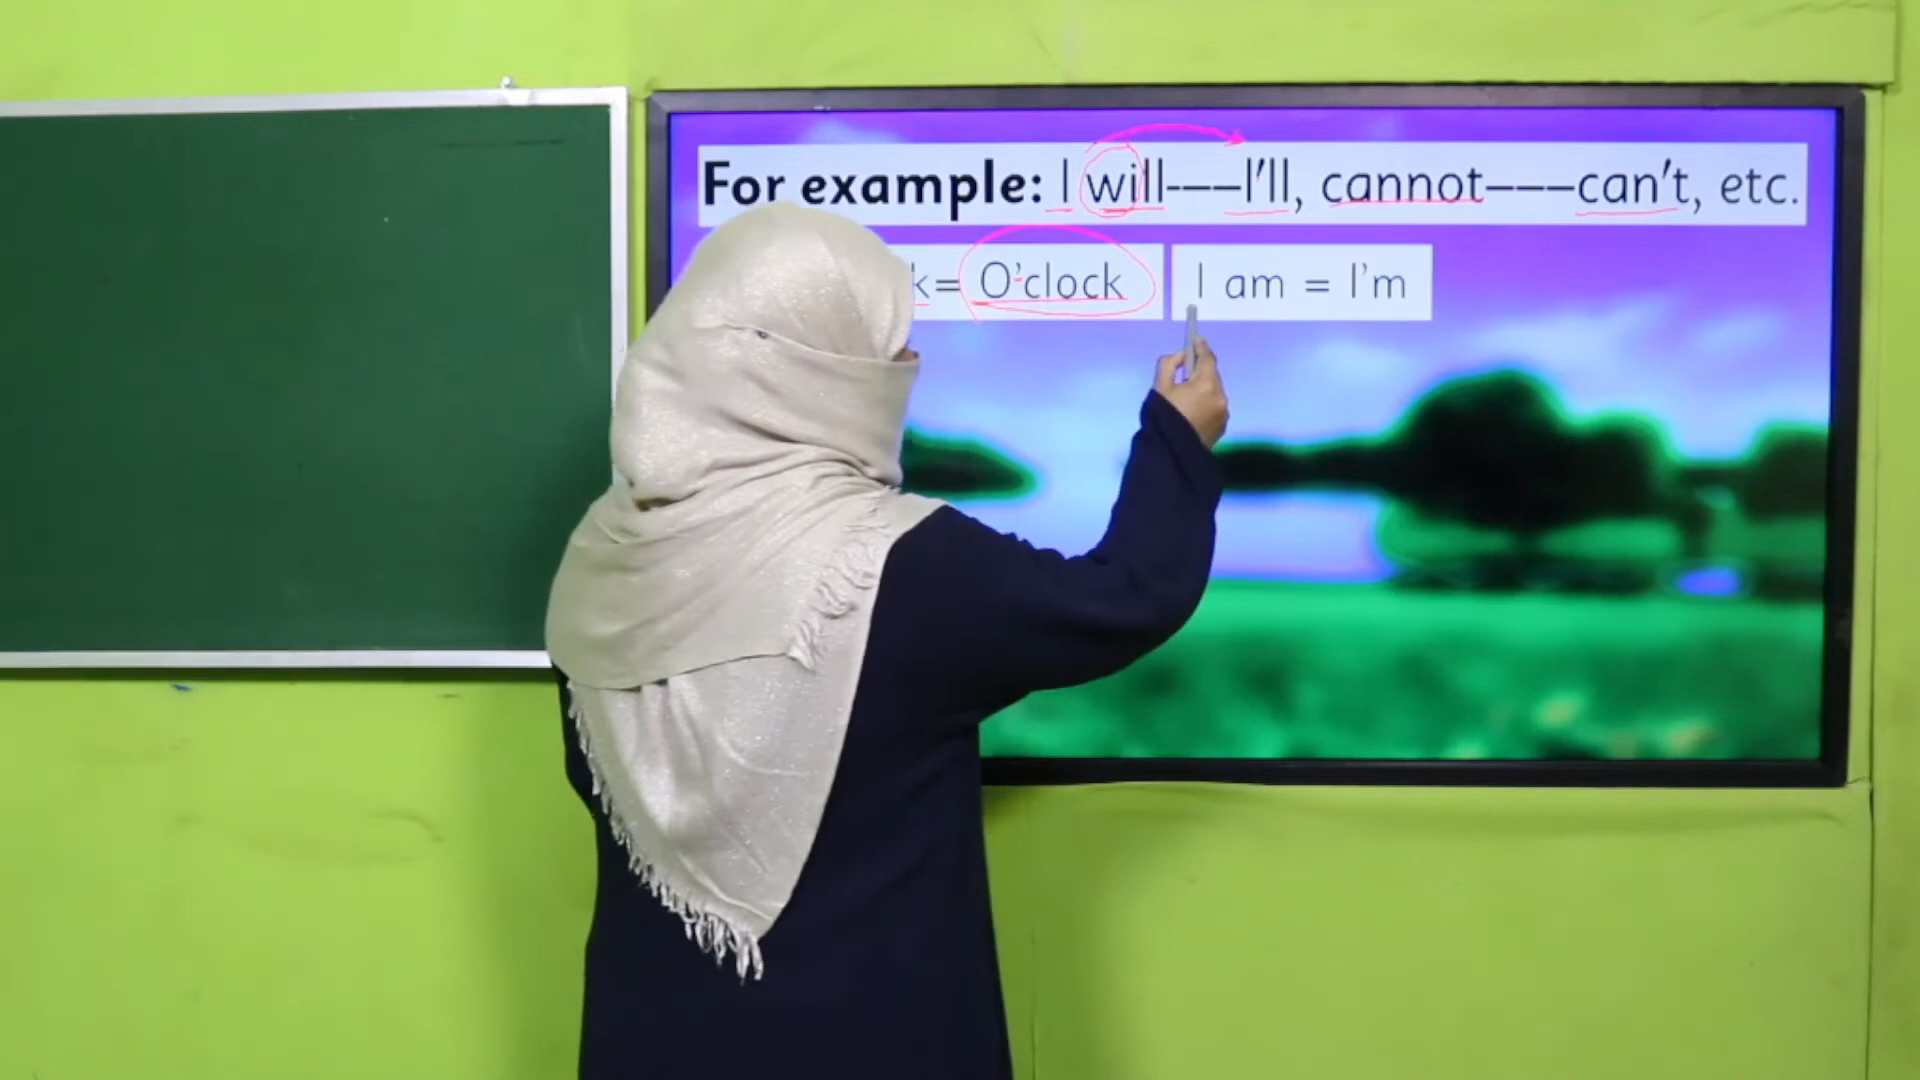 For example: I will---I'll, cannot---can't, etc.
k= O'clock
I am = I'm